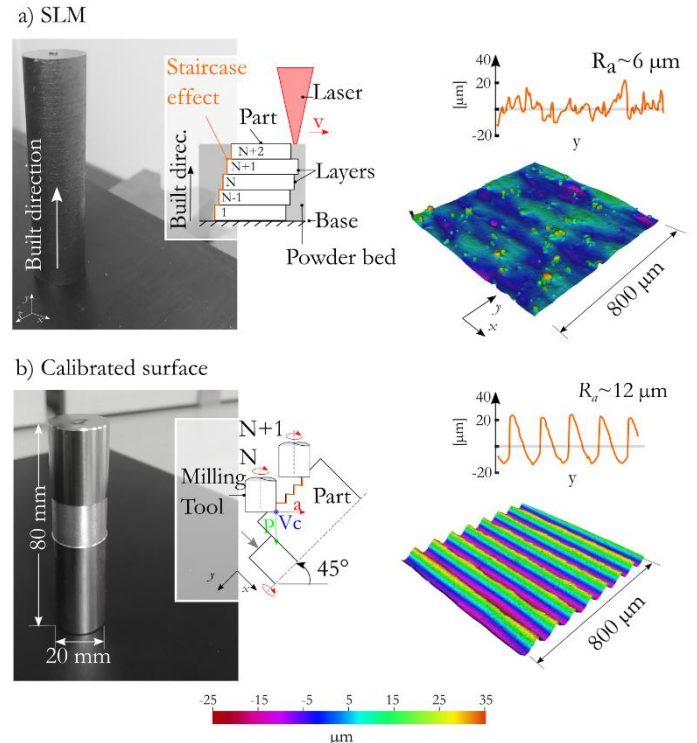 a) SLM
Built direction
y
x
z
Staircase
effect
Part
Laser
v
Built direc.
N+2
N+1
N
N-1
1
Layers
Base
Powder bed
40
20
-20
[µm]
Ra~6 µm
y
800 µm
y
x
b) Calibrated surface
80 mm
20 mm
N+1
N
Milling
Tool
Part
a
P
Vc
45°
y
x
40
20
-20
[µm]
Ra~12 µm
y
800 µm
-25 -15 -5 5 15 25 35
µm